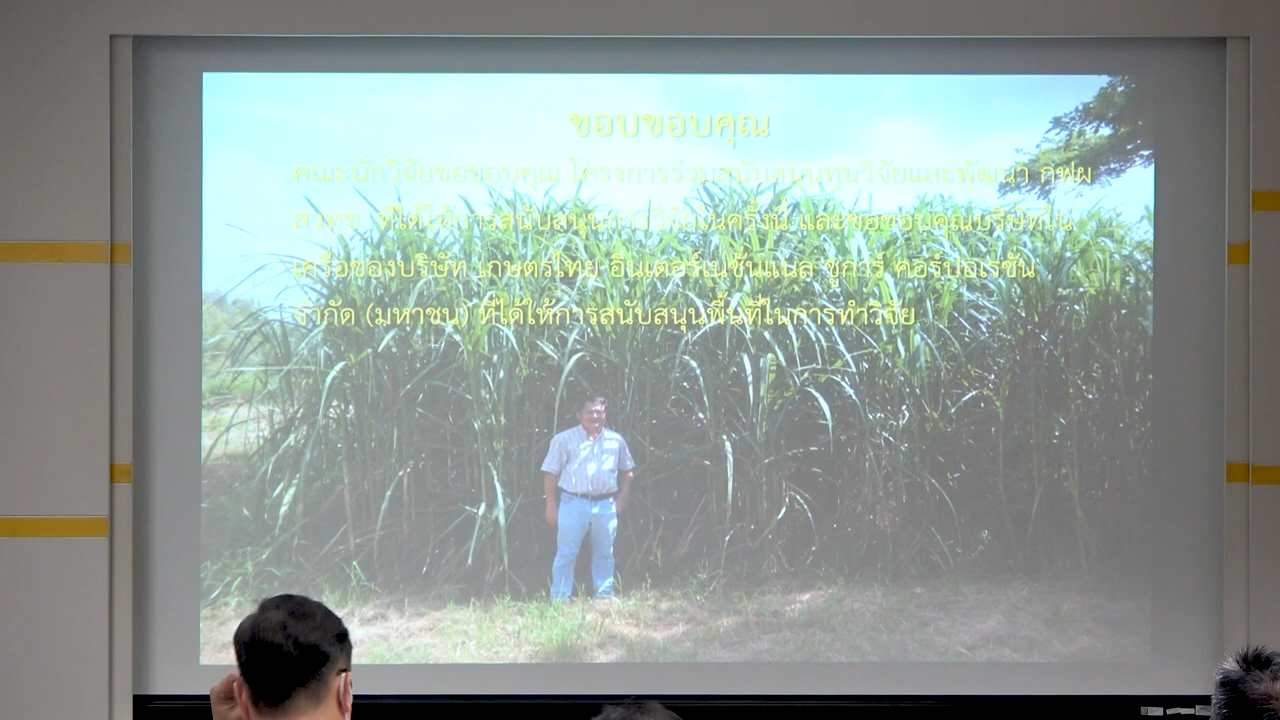 ขอบขอบคุณ
คณะนักวิจัยขอขอบคุณ โครงการร่วมสนับสนุนทุนวิจัยและพัฒนา กฟผ
สวทช. ที่ได้ให้การสนับสนุนการวิจัยในครั้งนี้ และขอขอบคุณบริษัทใน
เครือของบริษัท เกษตรไทย อินเตอร์เนชั่นแนล ชูการ์ คอร์ปอเรชั่น
จำกัด (มหาชน) ที่ได้ให้การสนับสนุนพื้นที่ในการทำวิจัย